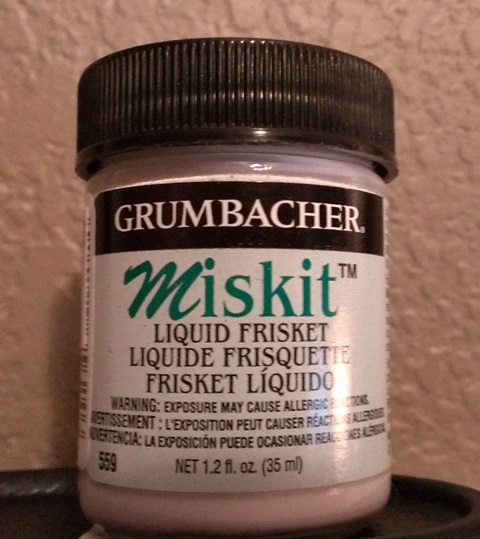 GRUMBACHER®
Miskit™
LIQUID FRISKET
LIQUIDE FRISQUETTE
FRISKET LÍQUIDO
WARNING: EXPOSURE MAY CAUSE ALLERGIC REACTIONS.
AVERTISSEMENT : L'EXPOSITION PEUT CAUSER RÉACTIONS ALLERGIQUES
ADVERTENCIA: LA EXPOSICIÓN PUEDE OCASIONAR REACCIONES ALÉRGICAS
559
NET 1.2 fl. oz. (35 ml)